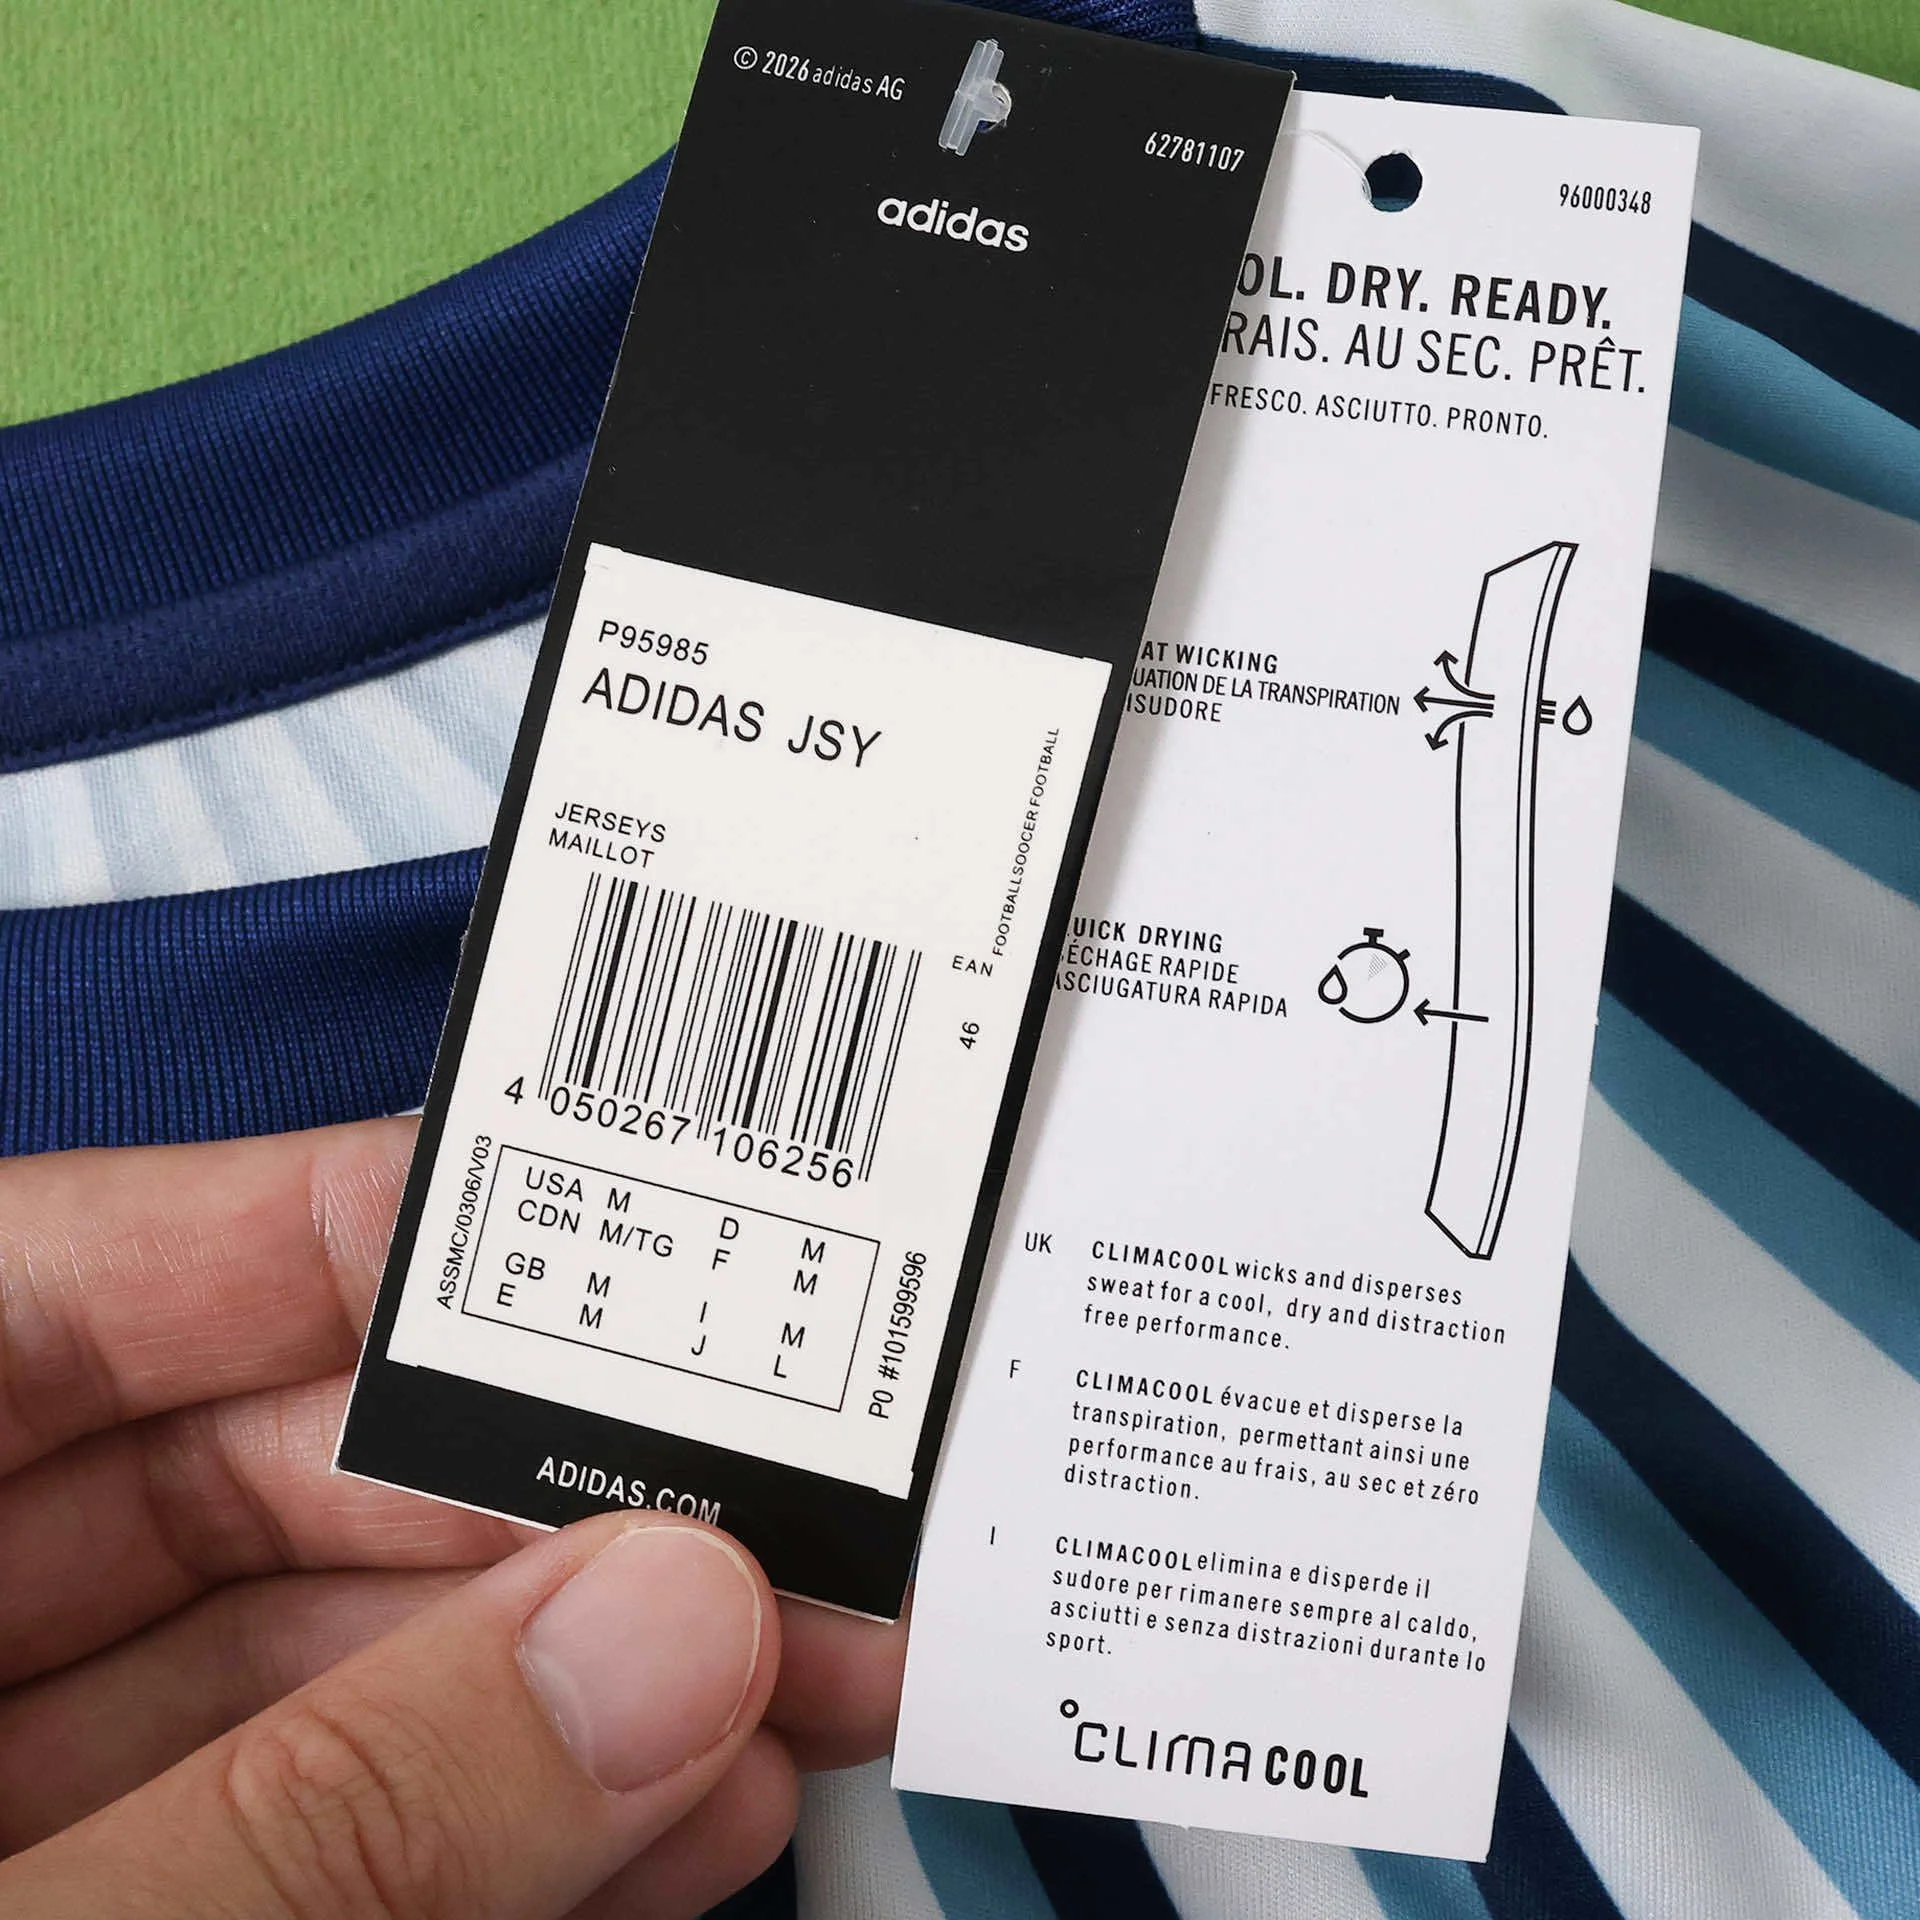 © 2026 adidas AG
62781107
adidas
P95985
ADIDAS JSY
JERSEYS
MAILLOT
FOOTBALLSOOCERFOOTBALL
EAN
46
4 050267 106256
ASSMC/0306/V03
USA M D M
CDN M/TG F M
GB M I M
E M J L
PO #101599596
ADIDAS.COM
96000348
OL. DRY. READY.
RAIS. AU SEC. PRÊT.
FRESCO. ASCIUTTO. PRONTO.
AT WICKING
UATION DE LA TRANSPIRATION
ISUDORE
UICK DRYING
ÉCHAGE RAPIDE
ASCIUGATURA RAPIDA
UK CLIMACOOL wicks and disperses
sweat for a cool, dry and distraction
free performance.
F CLIMACOOL évacue et disperse la
transpiration, permettant ainsi une
performance au frais, au sec et zéro
distraction.
I CLIMACOOL elimina e disperde il
sudore per rimanere sempre al caldo,
asciutti e senza distrazioni durante lo
sport.
°CLIMACOOL